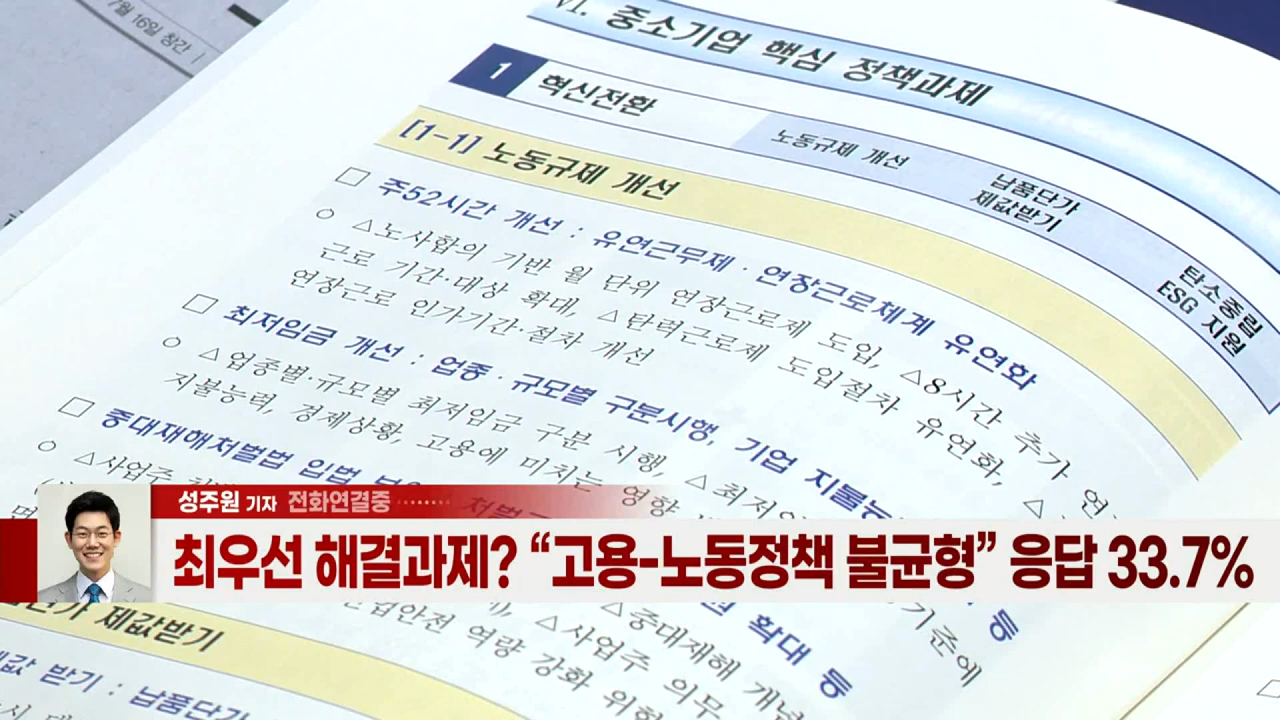 7월 16일 창간
Ⅵ. 중소기업 핵심 정책과제
1 혁신전환
노동규제 개선
납품단가
제값받기
탄소중립
ESG 지원
[1-1] 노동규제 개선
□ 주52시간 개선 : 유연근무제·연장근로체계 유연화
○ △노사합의 기반 월 단위 연장근로제 도입, △8시간 추가 연
근로 기간·대상 확대, △탄력근로제 도입절차 유연화, △
연장근로 인가기간·절차 개선
□ 최저임금 개선 : 업종·규모별 구분시행, 기업 지불능
○ △업종별·규모별 최저임금 구분 시행, △최저임
지불능력, 경제상황, 고용에 미치는 영향
□ 중대재해처벌법 입법 보
○ △사업주
성주원 기자 전화연결중
최우선 해결과제? “고용-노동정책 불균형” 응답 33.7%
원 확대 등
등
기준에
△중대재해 개념
△사업주 의무
안전 역량 강화 위한
제값받기
값 받기 : 납품단가